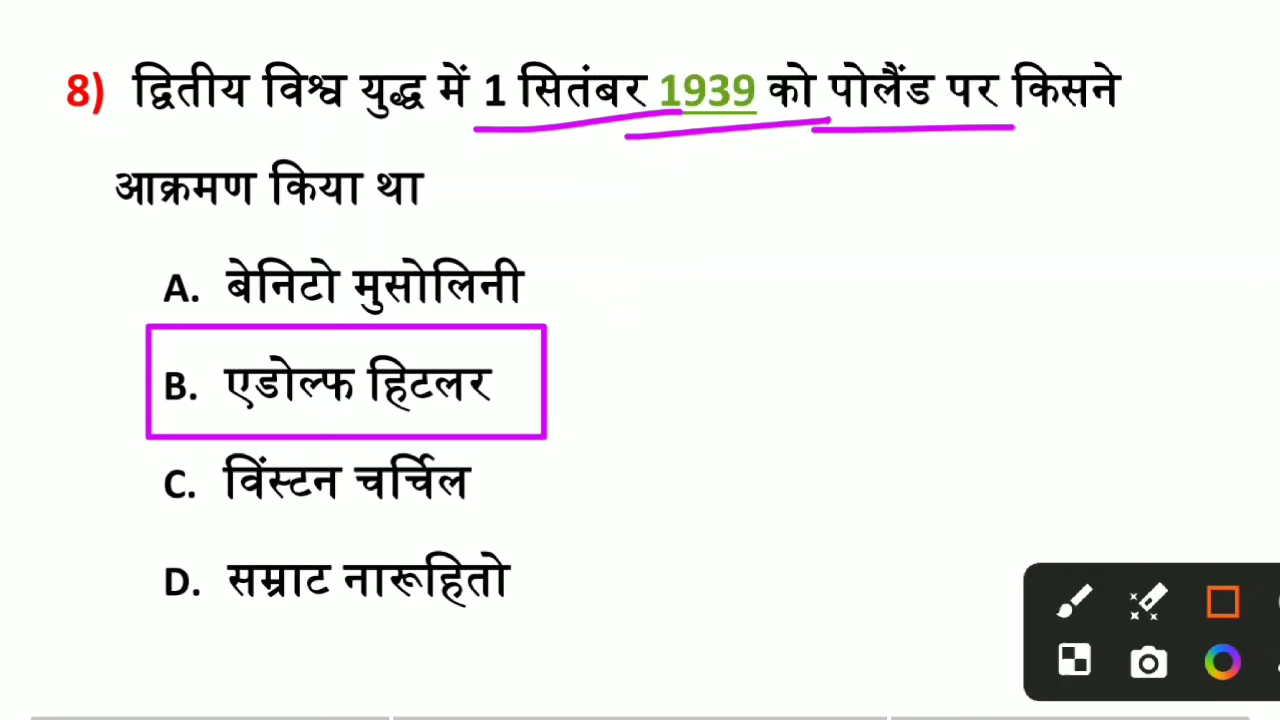 8) द्वितीय विश्व युद्ध में 1 सितंबर 1939 को पोलैंड पर किसने
आक्रमण किया था
A. बेनिटो मुसोलिनी
B. एडोल्फ हिटलर
C. विंस्टन चर्चिल
D. सम्राट नारूहितो